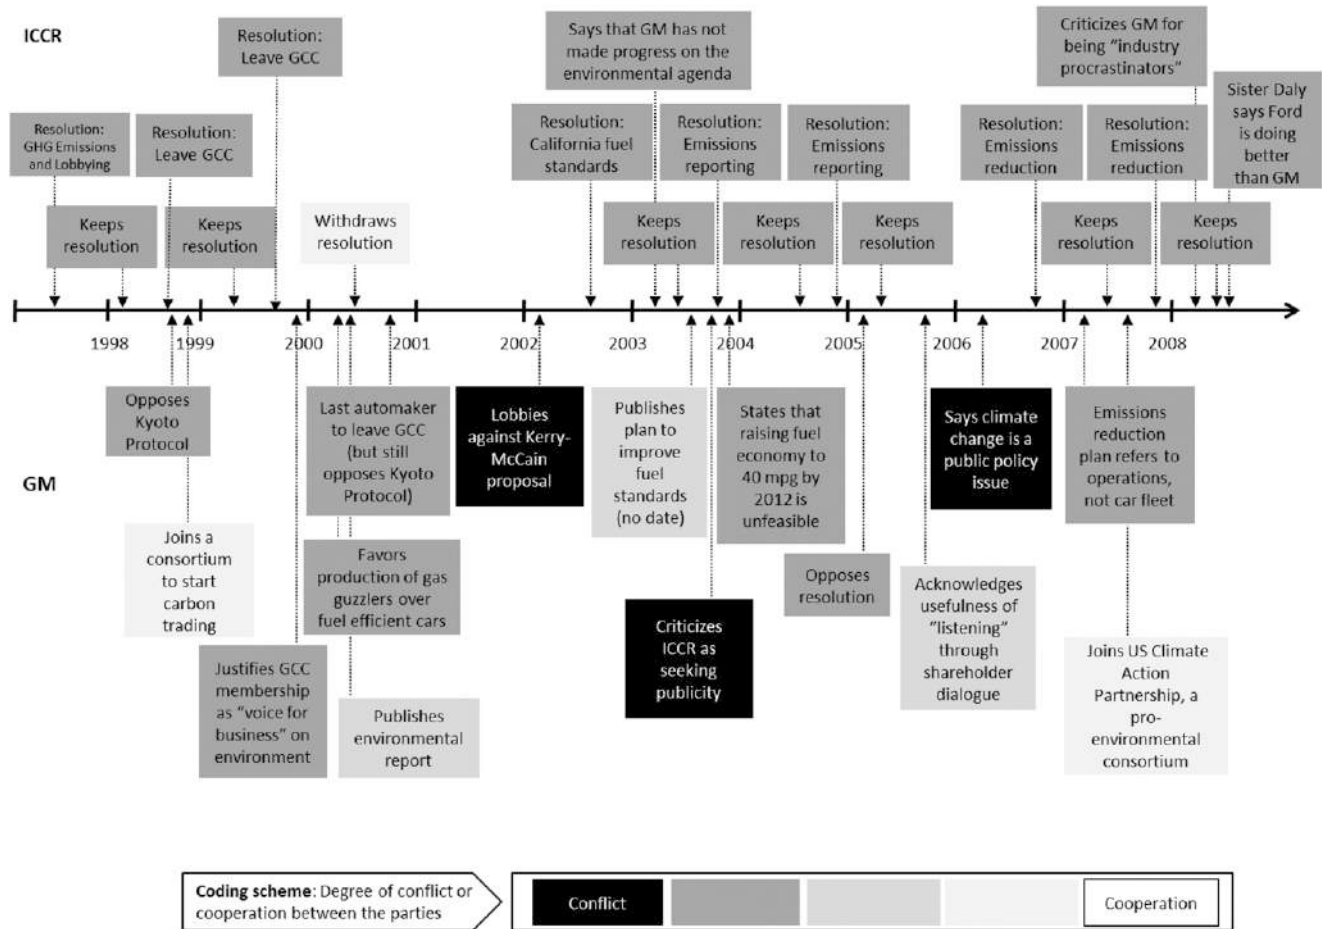 ICCR
Resolution:
GHG Emissions
and Lobbying
Keeps
resolution
Resolution:
Leave GCC
Keeps
resolution
Resolution:
Leave GCC
Withdraws
resolution
Resolution:
California fuel
standards
Says that GM has not
made progress on the
environmental agenda
Keeps
resolution
Resolution:
Emissions
reporting
Keeps
resolution
Resolution:
Emissions
reporting
Keeps
resolution
Resolution:
Emissions
reduction
Keeps
resolution
Resolution:
Emissions
reduction
Criticizes GM for
being "industry
procrastinators"
Keeps
resolution
Sister Daly
says Ford
is doing
better
than GM
1998
1999
2000
2001
2002
2003
2004
2005
2006
2007
2008
GM
Opposes
Kyoto
Protocol
Joins a
consortium
to start
carbon
trading
Justifies GCC
membership
as "voice for
business" on
environment
Last automaker
to leave GCC
(but still
opposes Kyoto
Protocol)
Favors
production of gas
guzzlers over
fuel efficient cars
Publishes
environmental
report
Lobbies
against Kerry-
McCain
proposal
Publishes
plan to
improve
fuel
standards
(no date)
Criticizes
ICCR as
seeking
publicity
States that
raising fuel
economy to
40 mpg by
2012 is
unfeasible
Opposes
resolution
Acknowledges
usefulness of
"listening"
through
shareholder
dialogue
Says climate
change is a
public policy
issue
Emissions
reduction
plan refers to
operations,
not car fleet
Joins US Climate
Action
Partnership, a
pro-
environmental
consortium
Coding scheme: Degree of conflict or
cooperation between the parties
Conflict
Cooperation